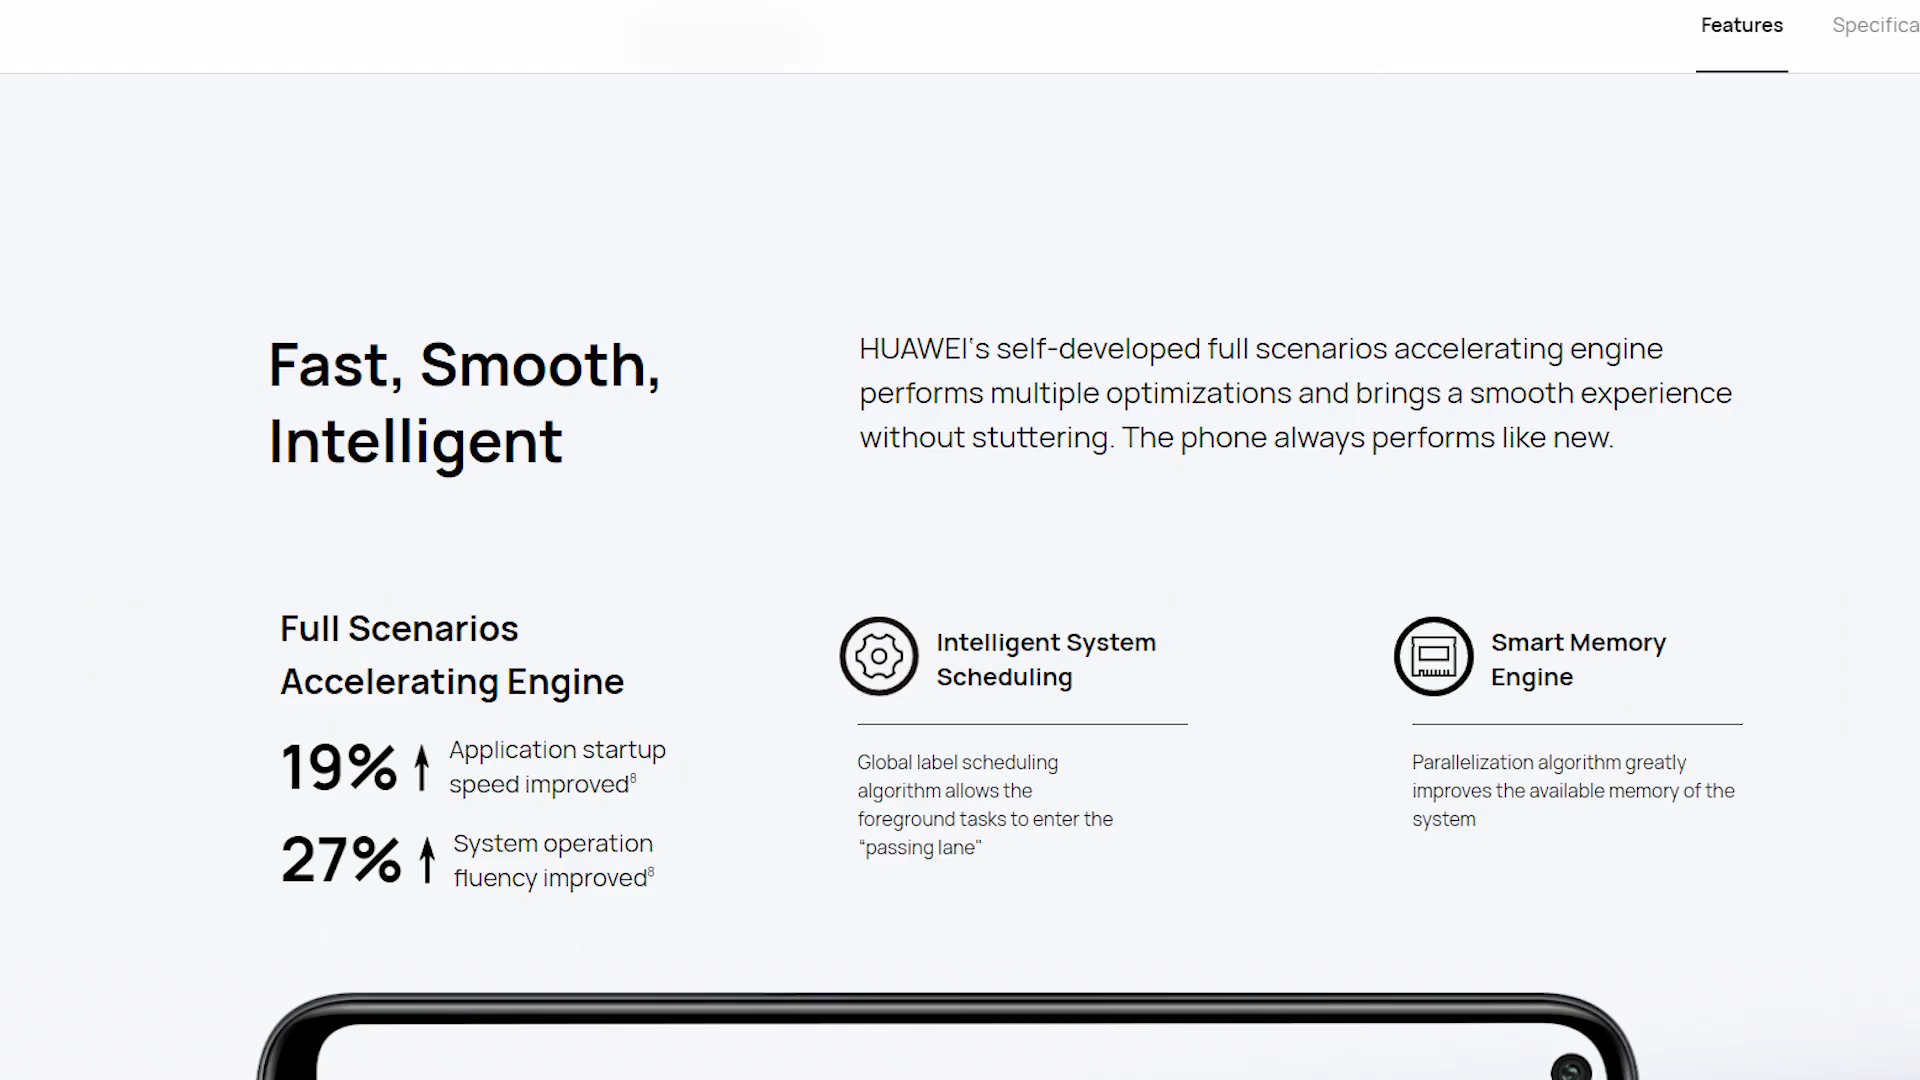 Features
Fast, Smooth,
Intelligent
HUAWEI's self-developed full scenarios accelerating engine
performs multiple optimizations and brings a smooth experience
without stuttering. The phone always performs like new.
Full Scenarios
Accelerating Engine
19% ↑ Application startup
speed improved⁸
27% ↑ System operation
fluency improved⁸
Intelligent System
Scheduling
Global label scheduling
algorithm allows the
foreground tasks to enter the
“passing lane”
Smart Memory
Engine
Parallelization algorithm greatly
improves the available memory of the
system